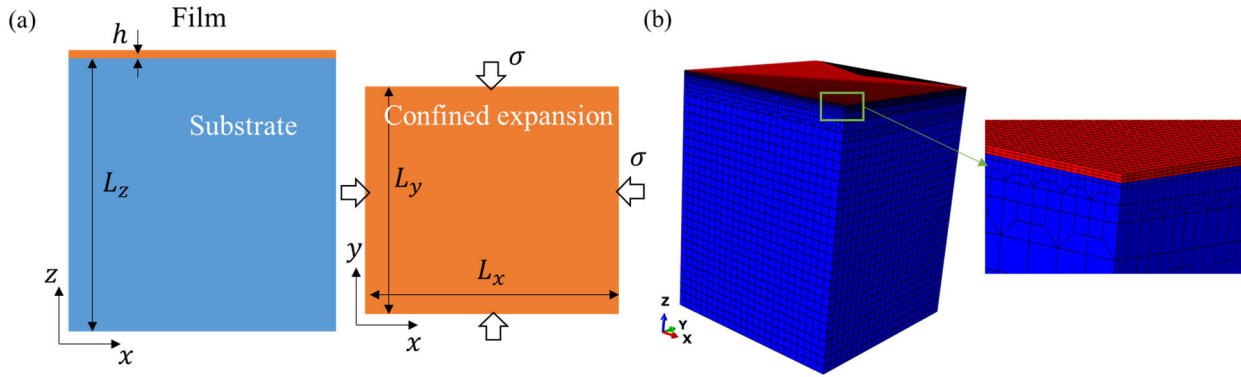 (a)
Film
h
Substrate
L_z
z
x
σ
Confined expansion
σ
L_y
y
L_x
x
(b)
Z
Y
X